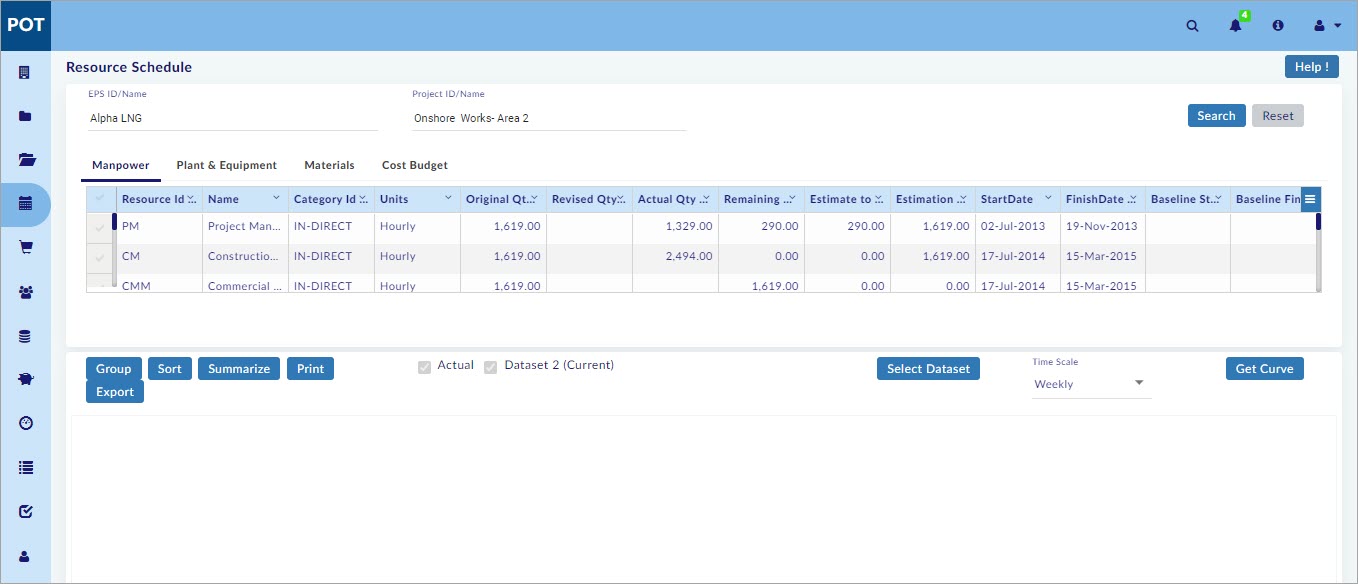 POT
4
Resource Schedule
Help !
EPS ID/Name
Project ID/Name
Alpha LNG
Onshore Works- Area 2
Search
Reset
Manpower
Plant & Equipment
Materials
Cost Budget
Resource Id
Name
Category Id
Units
Original Qt...
Revised Qty...
Actual Qty ...
Remaining ...
Estimate to ...
Estimation ...
StartDate
FinishDate ...
Baseline St...
Baseline Fin
PM Project Man... IN-DIRECT Hourly 1,619.00 1,329.00 290.00 290.00 1,619.00 02-Jul-2013 19-Nov-2013
CM Constructio... IN-DIRECT Hourly 1,619.00 2,494.00 0.00 0.00 1,619.00 17-Jul-2014 15-Mar-2015
CMM Commercial ... IN-DIRECT Hourly 1,619.00 1,619.00 0.00 0.00 17-Jul-2014 15-Mar-2015
Group
Sort
Summarize
Print
Export
Actual
Dataset 2 (Current)
Select Dataset
Time Scale
Weekly
Get Curve